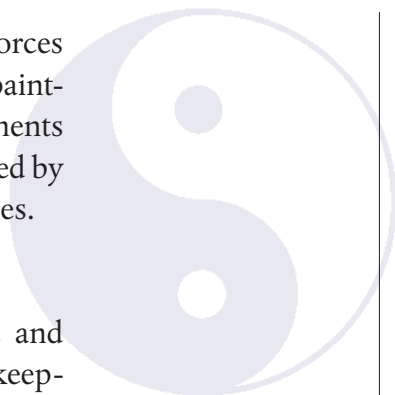 orces
paint-
ments
ed by
es.
and
keep-